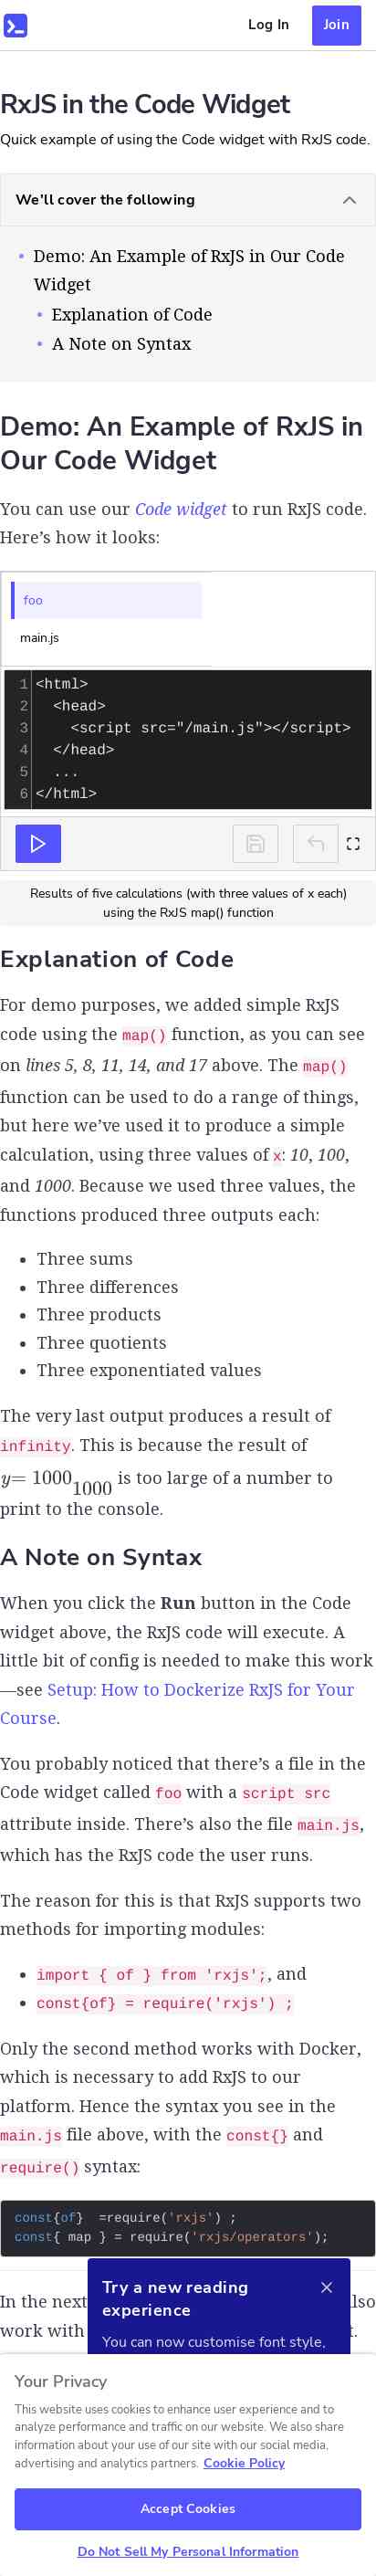 Log In
Join
RxJS in the Code Widget
Quick example of using the Code widget with RxJS code.
We'll cover the following
Demo: An Example of RxJS in Our Code
Widget
Explanation of Code
A Note on Syntax
Demo: An Example of RxJS in
Our Code Widget
You can use our Code widget to run RxJS code.
Here’s how it looks:
foo
main.js
1 <html>
2 <head>
3 <script src="/main.js"></script>
4 </head>
5 ...
6 </html>
Results of five calculations (with three values of x each)
using the RxJS map() function
Explanation of Code
For demo purposes, we added simple RxJS
code using the map() function, as you can see
on lines 5, 8, 11, 14, and 17 above. The map()
function can be used to do a range of things,
but here we’ve used it to produce a simple
calculation, using three values of x: 10, 100,
and 1000. Because we used three values, the
functions produced three outputs each:
• Three sums
• Three differences
• Three products
• Three quotients
• Three exponentiated values
The very last output produces a result of
infinity. This is because the result of
y= 1000 1000 is too large of a number to
print to the console.
A Note on Syntax
When you click the Run button in the Code
widget above, the RxJS code will execute. A
little bit of config is needed to make this work
—see Setup: How to Dockerize RxJS for Your
Course.
You probably noticed that there’s a file in the
Code widget called foo with a script src
attribute inside. There’s also the file main.js,
which has the RxJS code the user runs.
The reason for this is that RxJS supports two
methods for importing modules:
• import { of } from 'rxjs';, and
• const{of} = require('rxjs') ;
Only the second method works with Docker,
which is necessary to add RxJS to our
platform. Hence the syntax you see in the
main.js file above, with the const{} and
require() syntax:
const{of}  =require('rxjs') ;
const{ map } = require('rxjs/operators');
In the next
also
work with
t.
Try a new reading
experience
You can now customise font style,
Your Privacy
This website uses cookies to enhance user experience and to
analyze performance and traffic on our website. We also share
information about your use of our site with our social media,
advertising and analytics partners. Cookie Policy
Accept Cookies
Do Not Sell My Personal Information